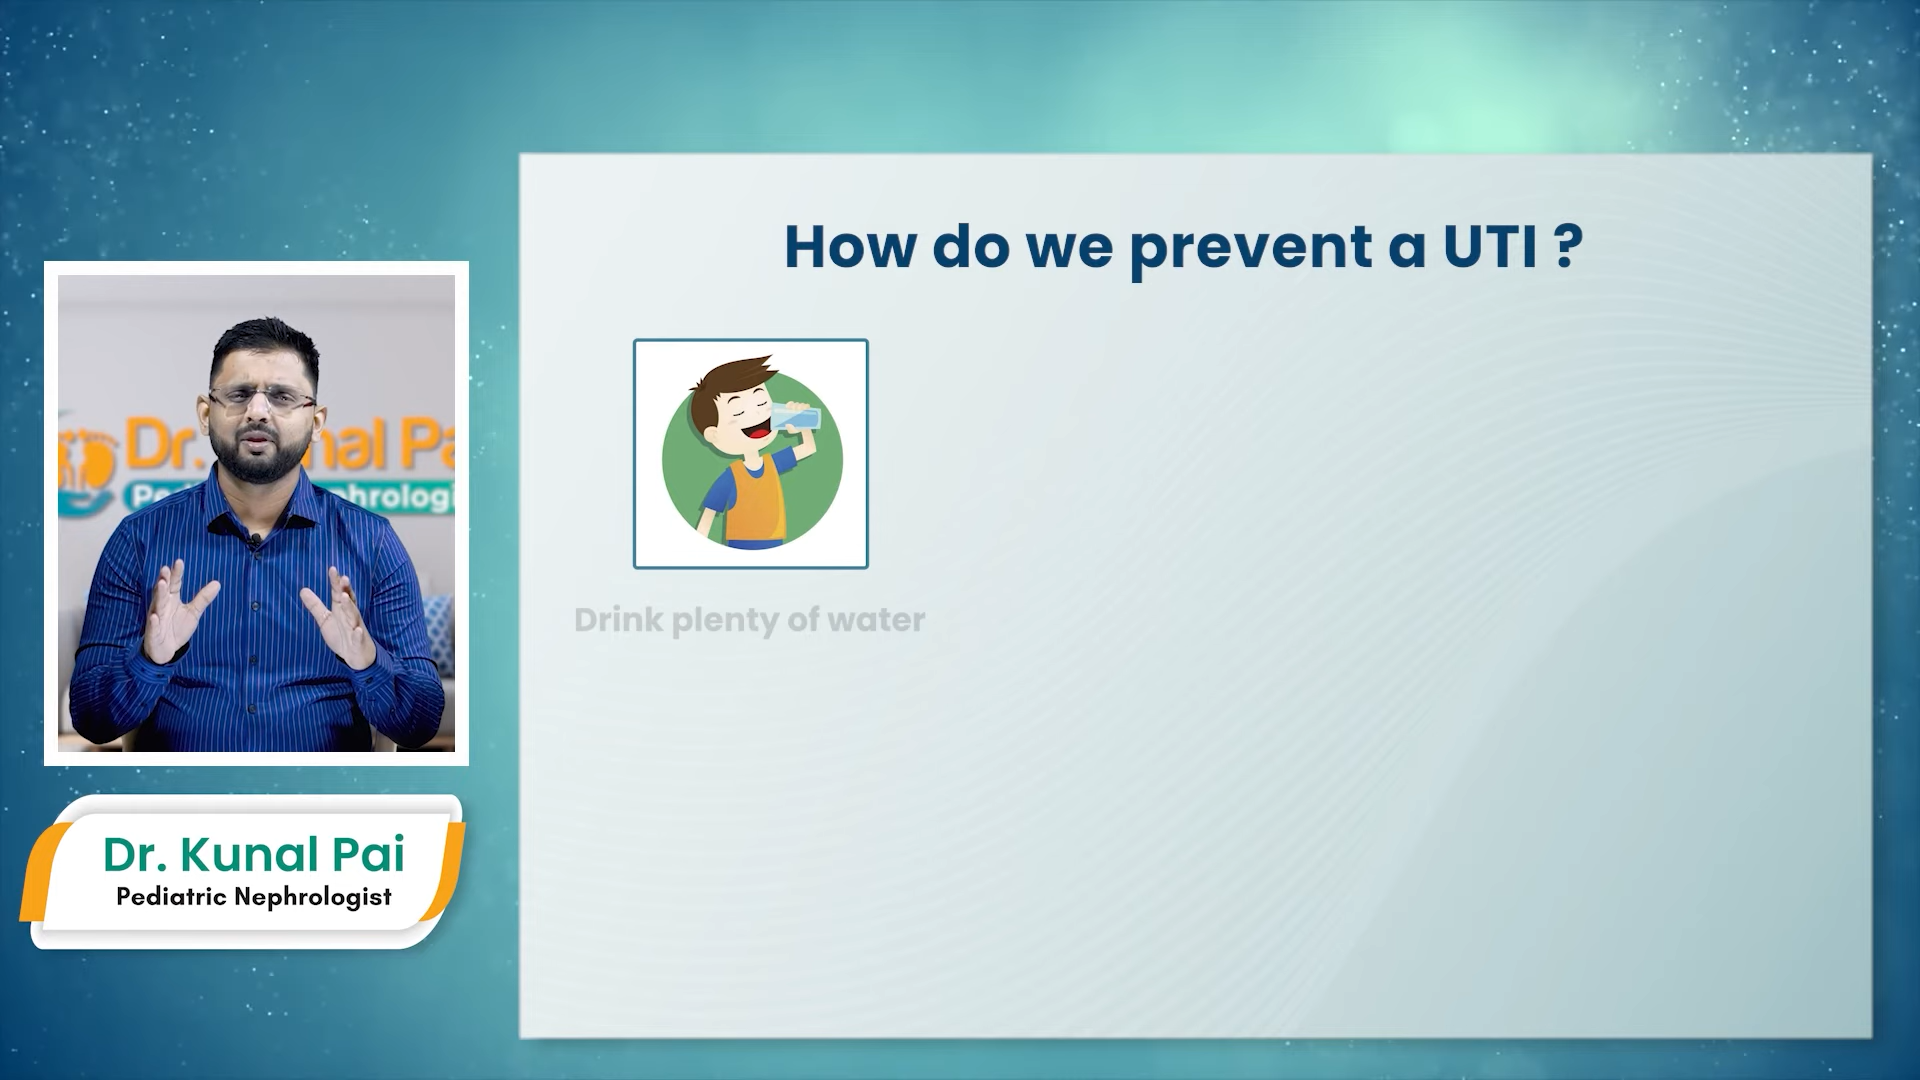 How do we prevent a UTI ?
Drink plenty of water
Dr. Kunal Pai
Pediatric Nephrologist